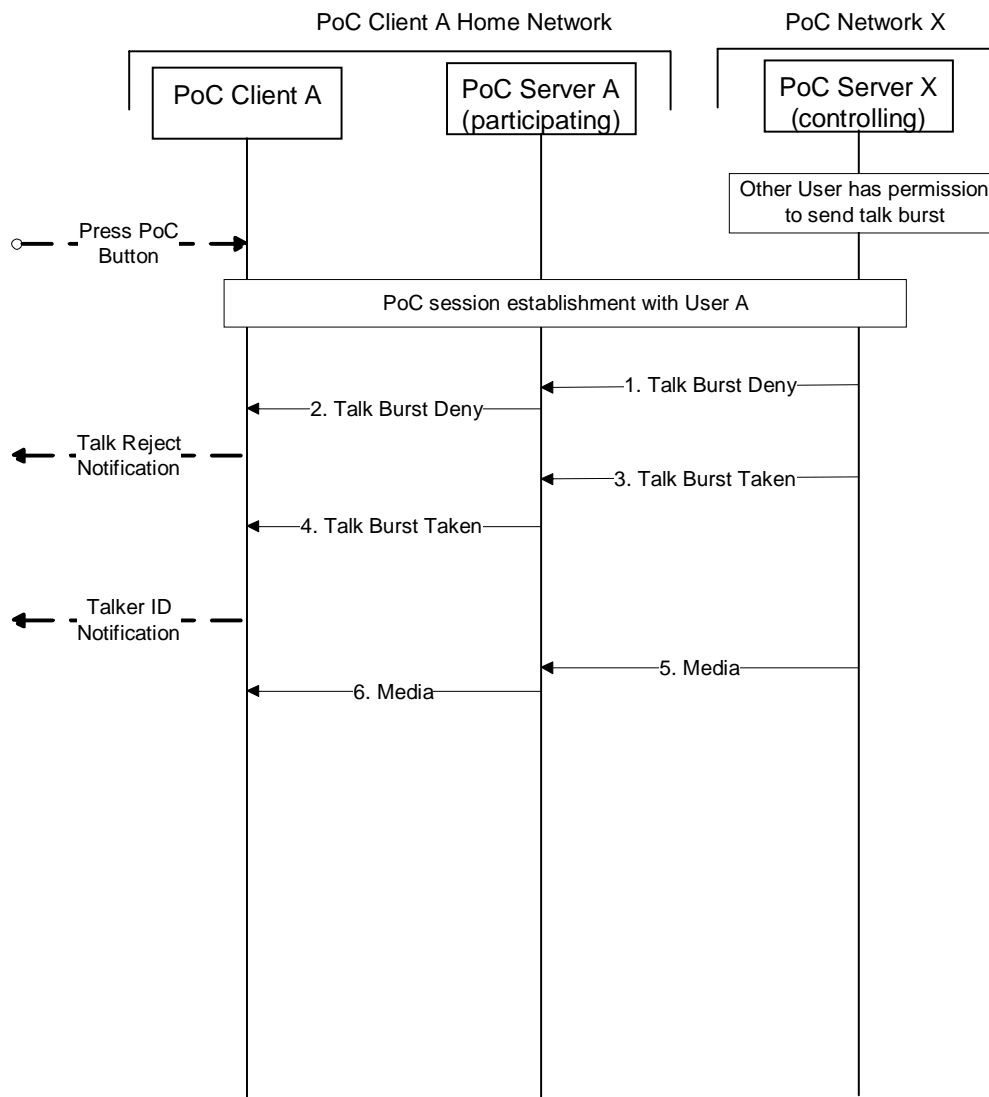 PoC Client A Home Network
PoC Network X
PoC Client A
PoC Server A
(participating)
PoC Server X
(controlling)
Other User has permission
to send talk burst
Press PoC
Button
PoC session establishment with User A
1. Talk Burst Deny
2. Talk Burst Deny
Talk Reject
Notification
3. Talk Burst Taken
4. Talk Burst Taken
Talker ID
Notification
5. Media
6. Media